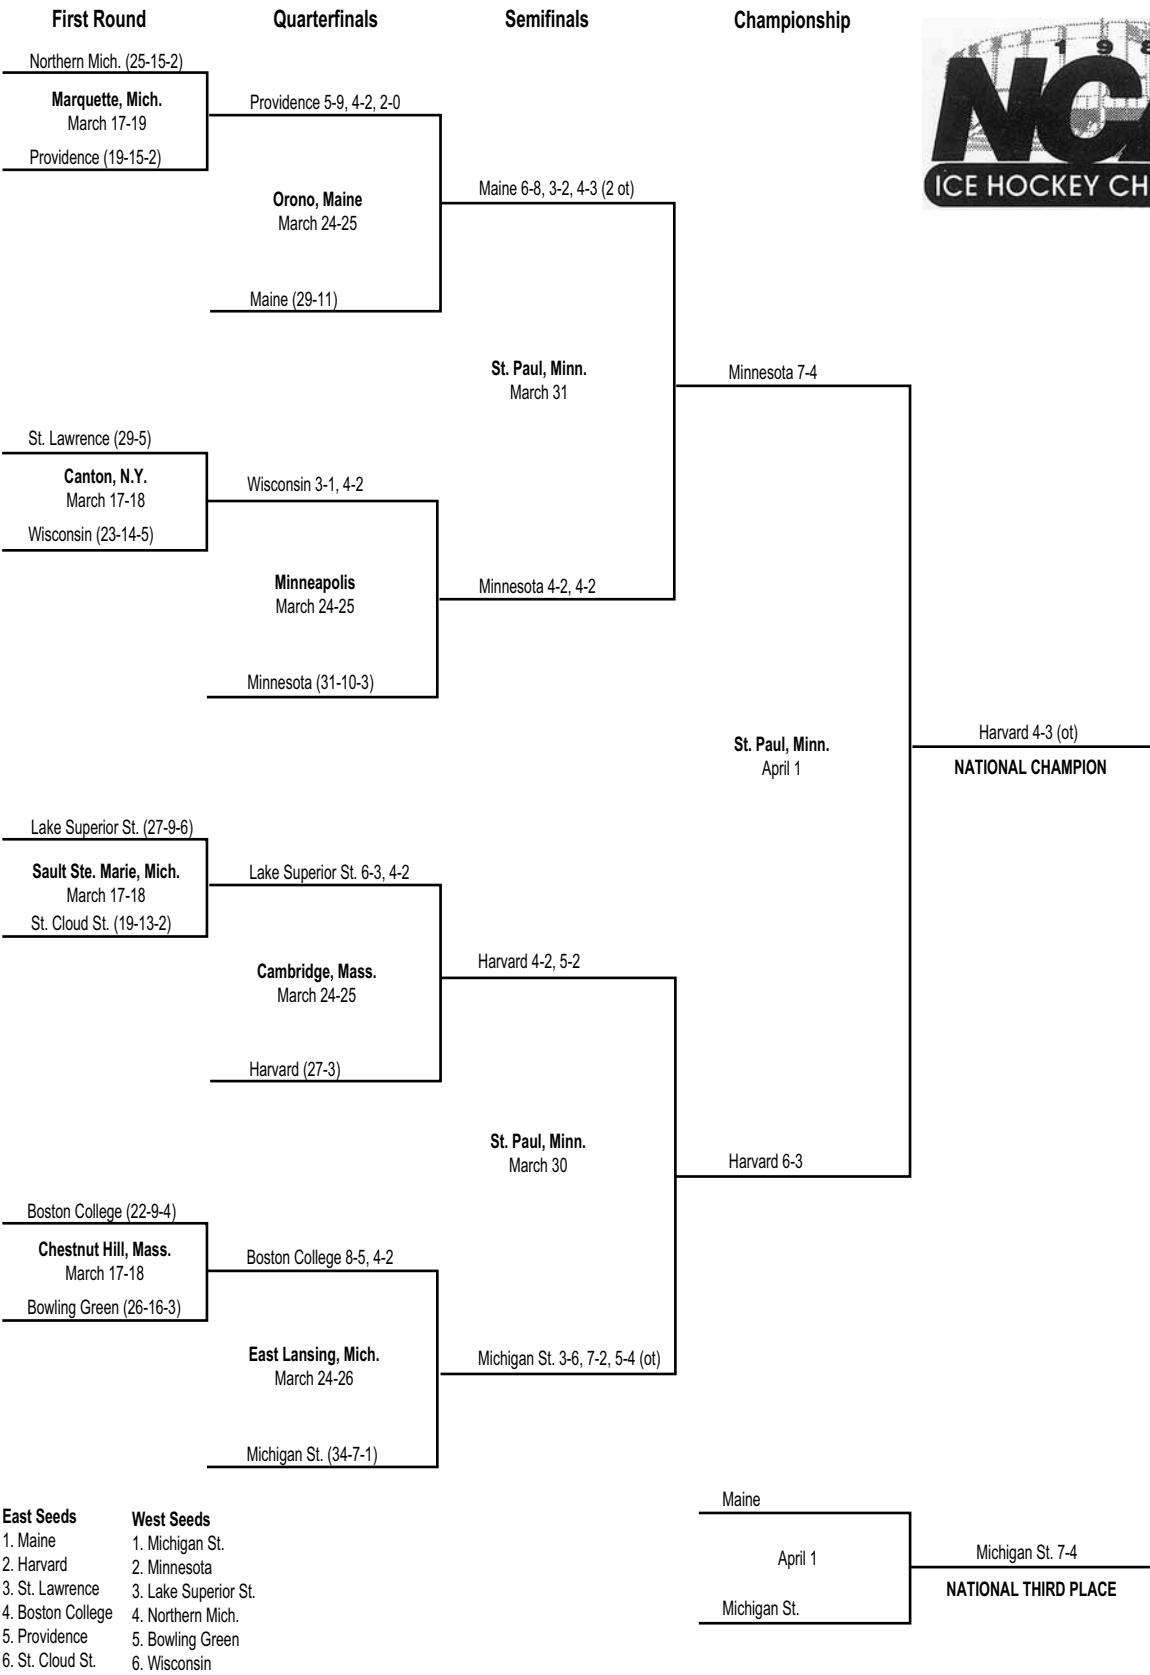 First Round Quarterfinals Semifinals Championship
1 9 8
NCA
ICE HOCKEY CH
Northern Mich. (25-15-2)
Marquette, Mich.
March 17-19
Providence (19-15-2)
Providence 5-9, 4-2, 2-0
Orono, Maine
March 24-25
Maine (29-11)
Maine 6-8, 3-2, 4-3 (2 ot)
St. Paul, Minn.
March 31
Minnesota 7-4
St. Lawrence (29-5)
Canton, N.Y.
March 17-18
Wisconsin (23-14-5)
Wisconsin 3-1, 4-2
Minneapolis
March 24-25
Minnesota (31-10-3)
Minnesota 4-2, 4-2
St. Paul, Minn.
April 1
Harvard 4-3 (ot)
NATIONAL CHAMPION
Lake Superior St. (27-9-6)
Sault Ste. Marie, Mich.
March 17-18
St. Cloud St. (19-13-2)
Lake Superior St. 6-3, 4-2
Cambridge, Mass.
March 24-25
Harvard (27-3)
Harvard 4-2, 5-2
St. Paul, Minn.
March 30
Harvard 6-3
Boston College (22-9-4)
Chestnut Hill, Mass.
March 17-18
Bowling Green (26-16-3)
Boston College 8-5, 4-2
East Lansing, Mich.
March 24-26
Michigan St. (34-7-1)
Michigan St. 3-6, 7-2, 5-4 (ot)
East Seeds
1. Maine
2. Harvard
3. St. Lawrence
4. Boston College
5. Providence
6. St. Cloud St.
West Seeds
1. Michigan St.
2. Minnesota
3. Lake Superior St.
4. Northern Mich.
5. Bowling Green
6. Wisconsin
Maine
April 1
Michigan St.
Michigan St. 7-4
NATIONAL THIRD PLACE